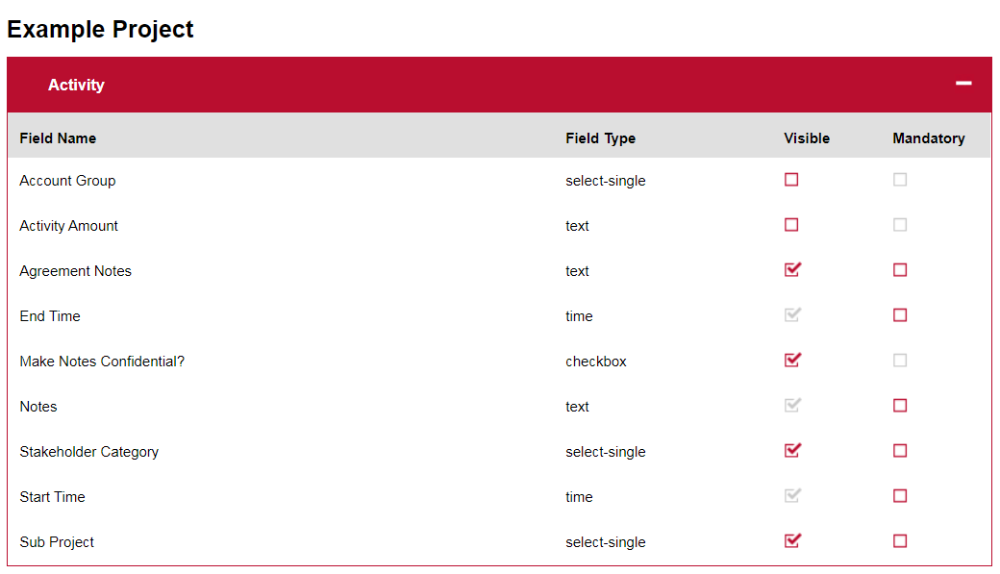 Example Project
Activity
Field Name Field Type Visible Mandatory
Account Group select-single
Activity Amount text
Agreement Notes text
End Time time
Make Notes Confidential? checkbox
Notes text
Stakeholder Category select-single
Start Time time
Sub Project select-single